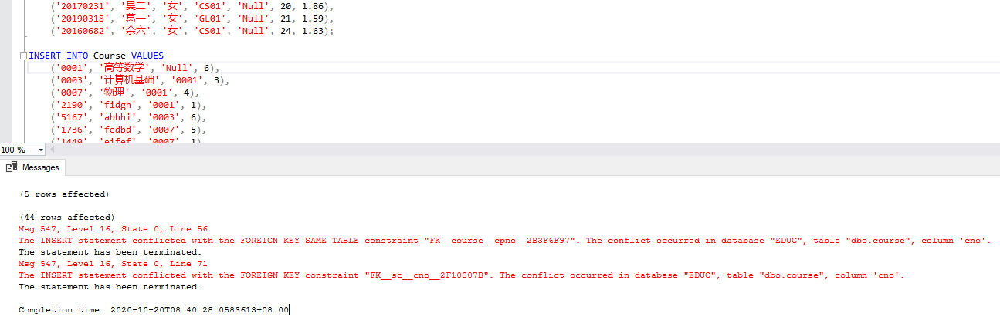 ('20170231', '吴二', '女', 'CS01', 'Null', 20, 1.86),
('20190318', '葛一', '女', 'GL01', 'Null', 21, 1.59),
('20160682', '余六', '女', 'CS01', 'Null', 24, 1.63);
INSERT INTO Course VALUES
('0001', '高等数学', 'Null', 6),
('0003', '计算机基础', '0001', 3),
('0007', '物理', '0001', 4),
('2190', 'fidgh', '0001', 1),
('5167', 'abhhi', '0003', 6),
('1736', 'fedbd', '0007', 5),
('1449', 'eifef', '0007', 1)
100 %
Messages
(5 rows affected)
(44 rows affected)
Msg 547, Level 16, State 0, Line 56
The INSERT statement conflicted with the FOREIGN KEY SAME TABLE constraint "FK__course__cpno__2B3F6F97". The conflict occurred in database "EDUC", table "dbo.course", column 'cno'.
The statement has been terminated.
Msg 547, Level 16, State 0, Line 71
The INSERT statement conflicted with the FOREIGN KEY constraint "FK__sc__cno__2F10007B". The conflict occurred in database "EDUC", table "dbo.course", column 'cno'.
The statement has been terminated.
Completion time: 2020-10-20T08:40:28.0583613+08:00